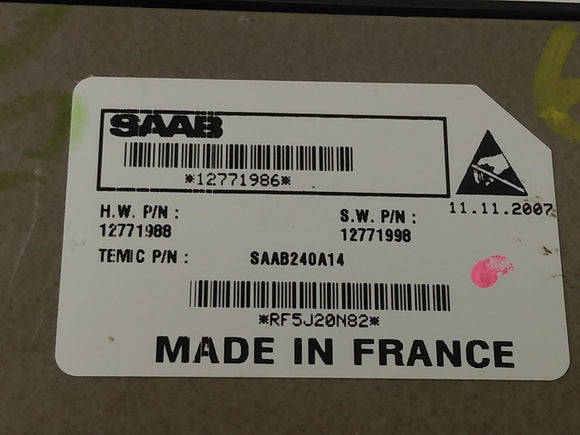 SAAB
*12771986*
11.11.2007
H.W. P/N :
S.W. P/N :
12771988
12771998
TEMIC P/N : SAAB240A14
*RF5J20N82*
MADE IN FRANCE